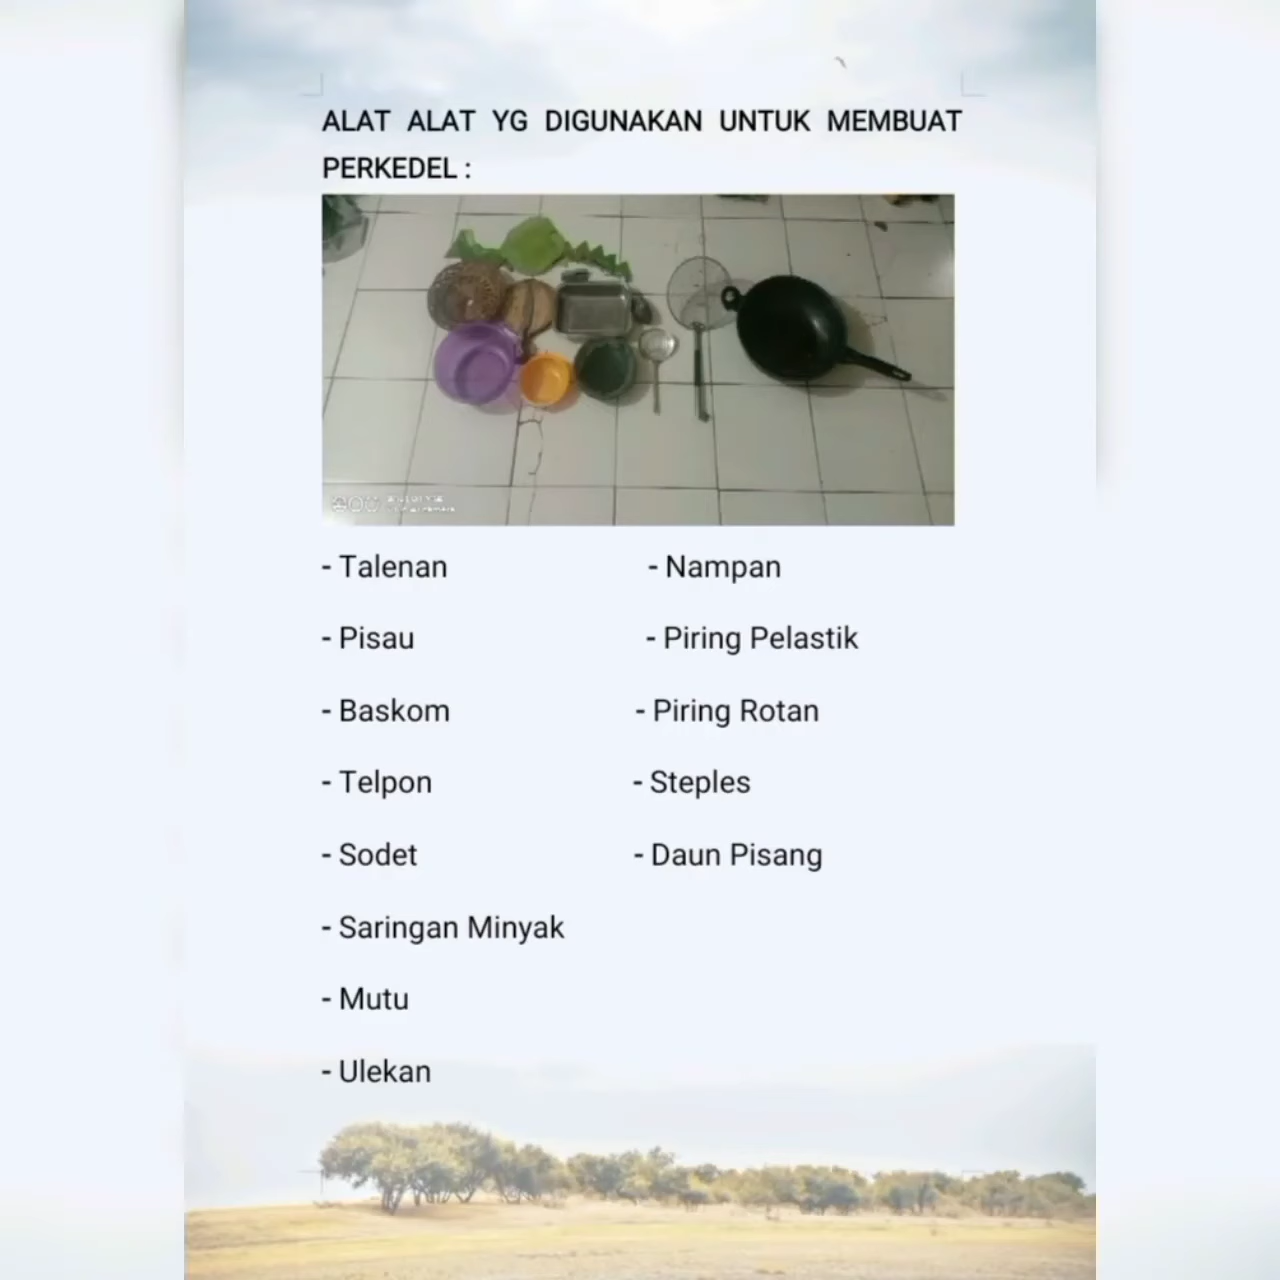 ALAT ALAT YG DIGUNAKAN UNTUK MEMBUAT
PERKEDEL :
- Talenan
- Pisau
- Baskom
- Telpon
- Sodet
- Saringan Minyak
- Mutu
- Ulekan
- Nampan
- Piring Pelastik
- Piring Rotan
- Steples
- Daun Pisang